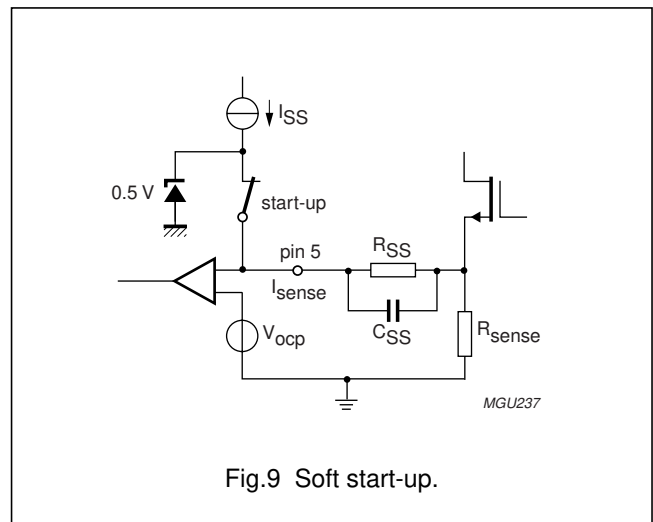 ISS
0.5 V
start-up
pin 5
RSS
Isense
CSS
Vocp
Rsense
MGU237
Fig.9 Soft start-up.